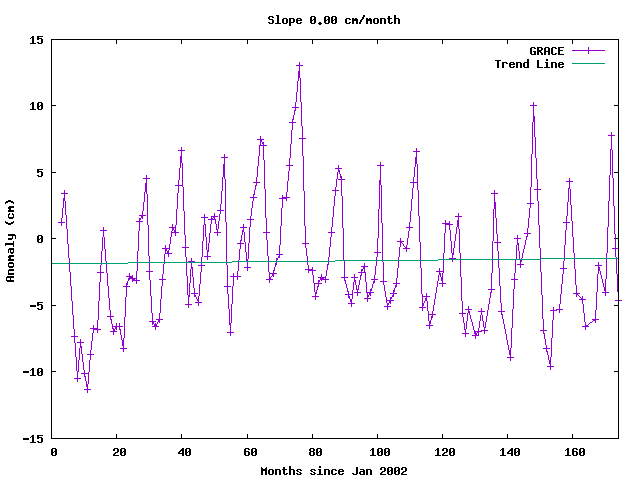 Slope 0.00 cm/month
GRACE
Trend Line
15
10
5
0
-5
-10
-15
Anomaly (cm)
0 20 40 60 80 100 120 140 160
Months since Jan 2002